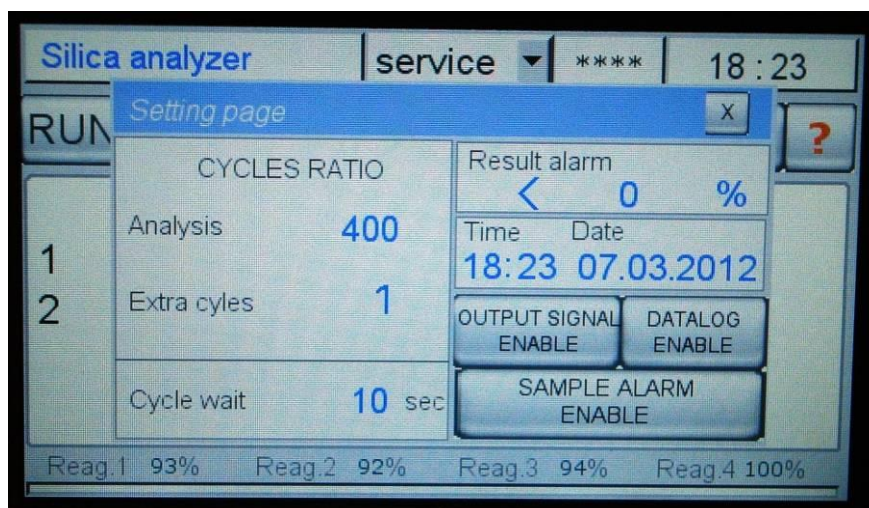 Silica analyzer service **** 18 : 23
RUN ?
Setting page X
CYCLES RATIO
Analysis 400
Extra cyles 1
Cycle wait 10 sec
Result alarm
< 0 %
Time Date
18:23 07.03.2012
OUTPUT SIGNAL
ENABLE
DATALOG
ENABLE
SAMPLE ALARM
ENABLE
1
2
Reag.1 93% Reag.2 92% Reag.3 94% Reag.4 100%